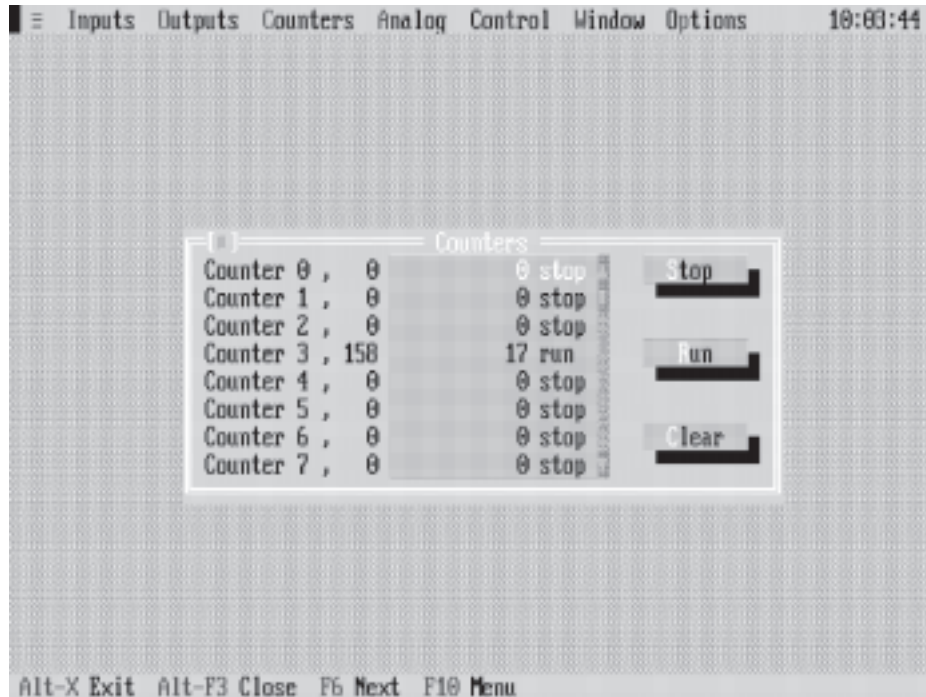 ≡ Inputs Outputs Counters Analog Control Window Options 10:03:44
Counters
Counter 0 , 0 0 stop Stop
Counter 1 , 0 0 stop
Counter 2 , 0 0 stop
Counter 3 , 158 17 run Run
Counter 4 , 0 0 stop
Counter 5 , 0 0 stop
Counter 6 , 0 0 stop Clear
Counter 7 , 0 0 stop
Alt-X Exit Alt-F3 Close F6 Next F10 Menu